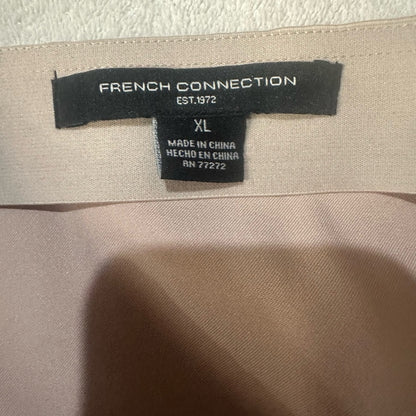 FRENCH CONNECTION
EST.1972
XL
MADE IN CHINA
HECHO EN CHINA
RN 77272